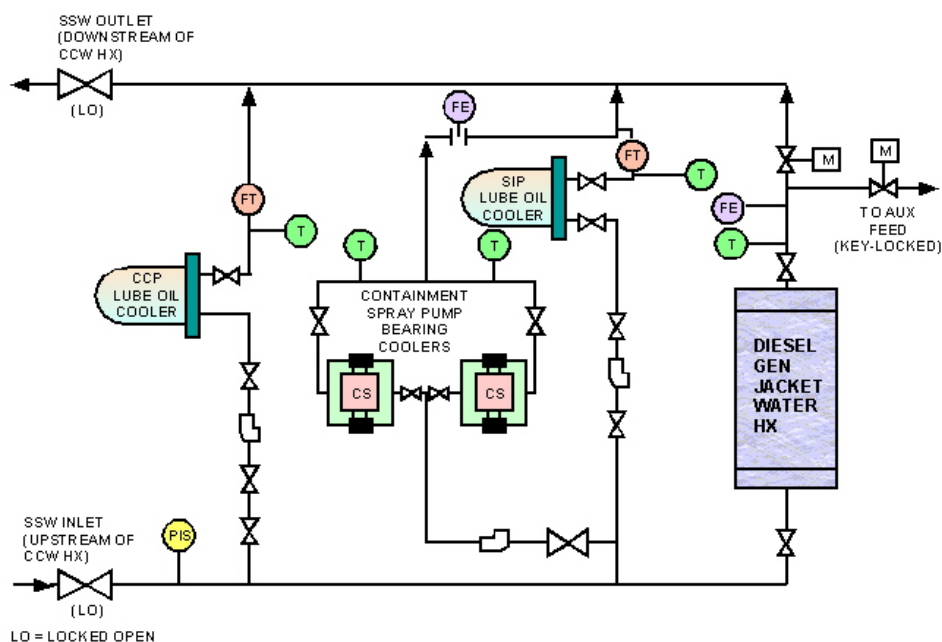 SSW OUTLET
(DOWNSTREAM OF
CCW HX)
(LO)
FE
FT
T
CCP
LUBE OIL
COOLER
T
T
CONTAINMENT
SPRAY PUMP
BEARING
COOLERS
CS
CS
SIP
LUBE OIL
COOLER
FT
T
M
M
FE
T
TO AUX
FEED
(KEY-LOCKED)
DIESEL
GEN
JACKET
WATER
HX
SSW INLET
(UPSTREAM OF
CCW HX)
PIS
(LO)
LO = LOCKED OPEN